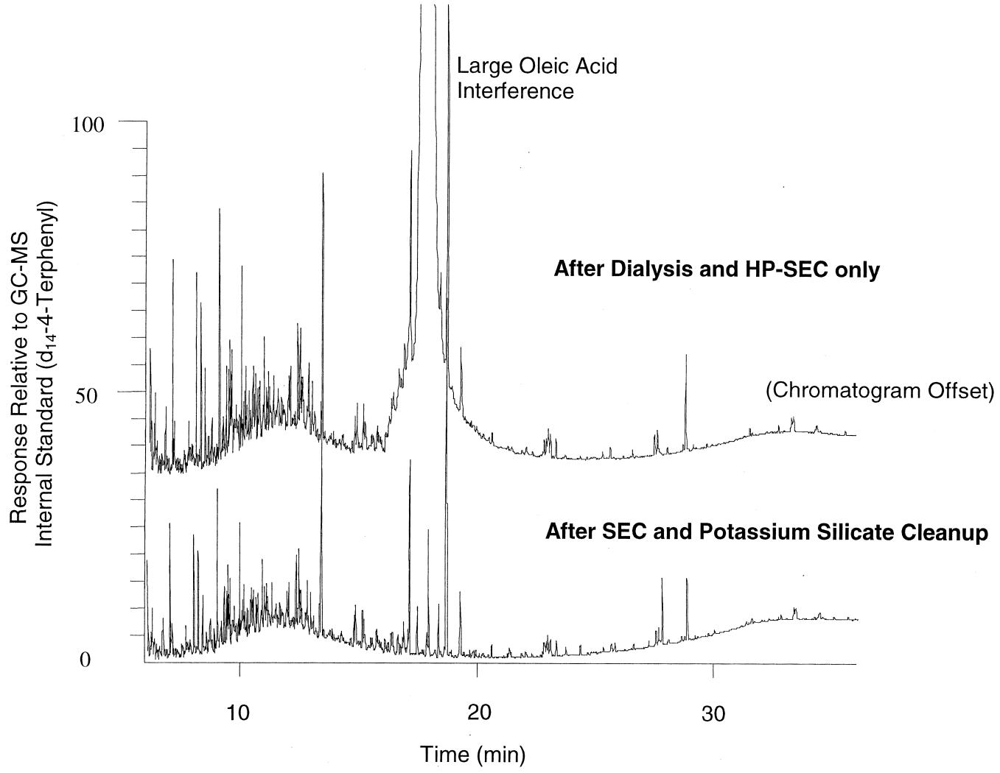 Large Oleic Acid
Interference
100
After Dialysis and HP-SEC only
50
(Chromatogram Offset)
Response Relative to GC-MS
Internal Standard (d14-4-Terphenyl)
After SEC and Potassium Silicate Cleanup
0
10 20 30
Time (min)